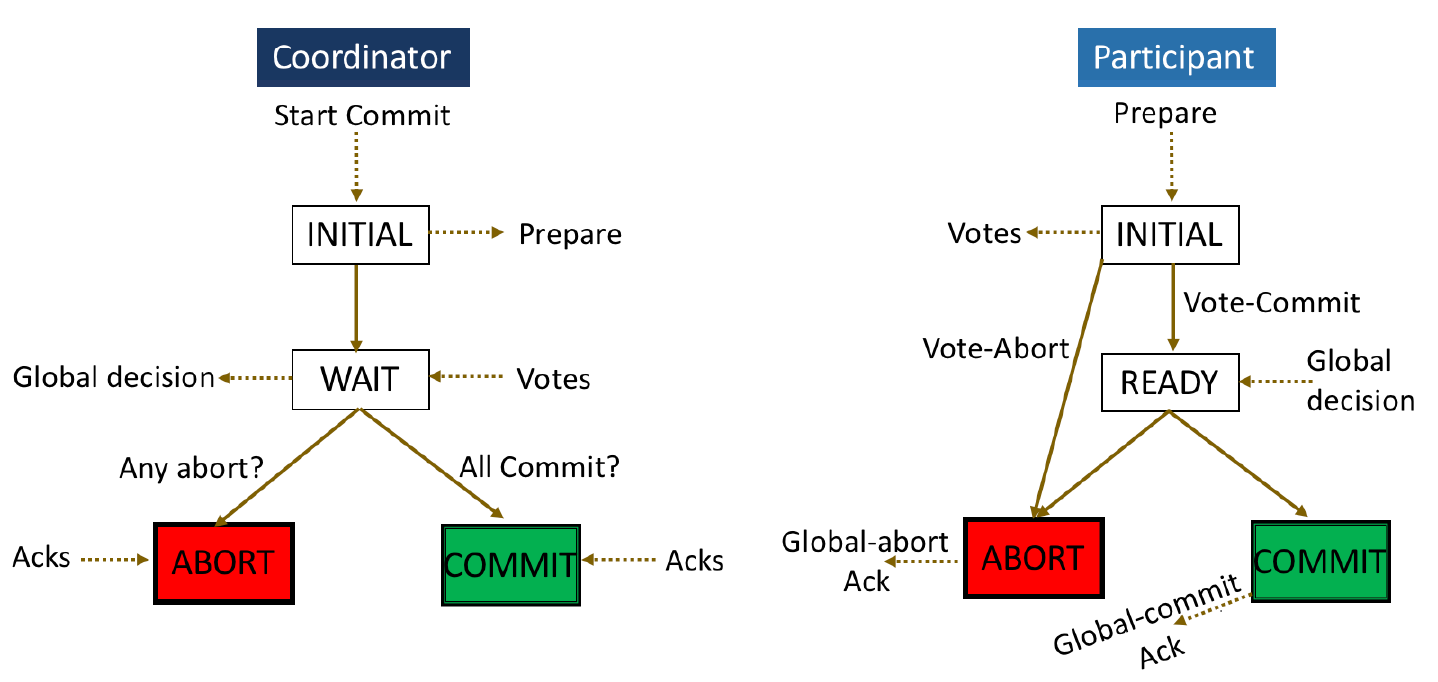 Coordinator
Start Commit
INITIAL
Prepare
Global decision
WAIT
Votes
Any abort?
All Commit?
Acks
ABORT
COMMIT
Acks
Participant
Prepare
Votes
INITIAL
Vote-Commit
Vote-Abort
READY
Global
decision
Global-abort
Ack
ABORT
COMMIT
Global-commit
Ack